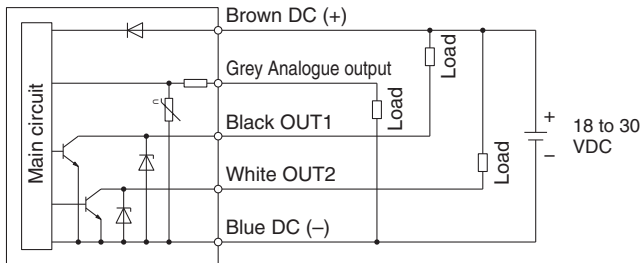 Brown DC (+)
Grey Analogue output
Black OUT1
White OUT2
Blue DC (–)
Main circuit
Load
Load
Load
+
–
18 to 30
VDC